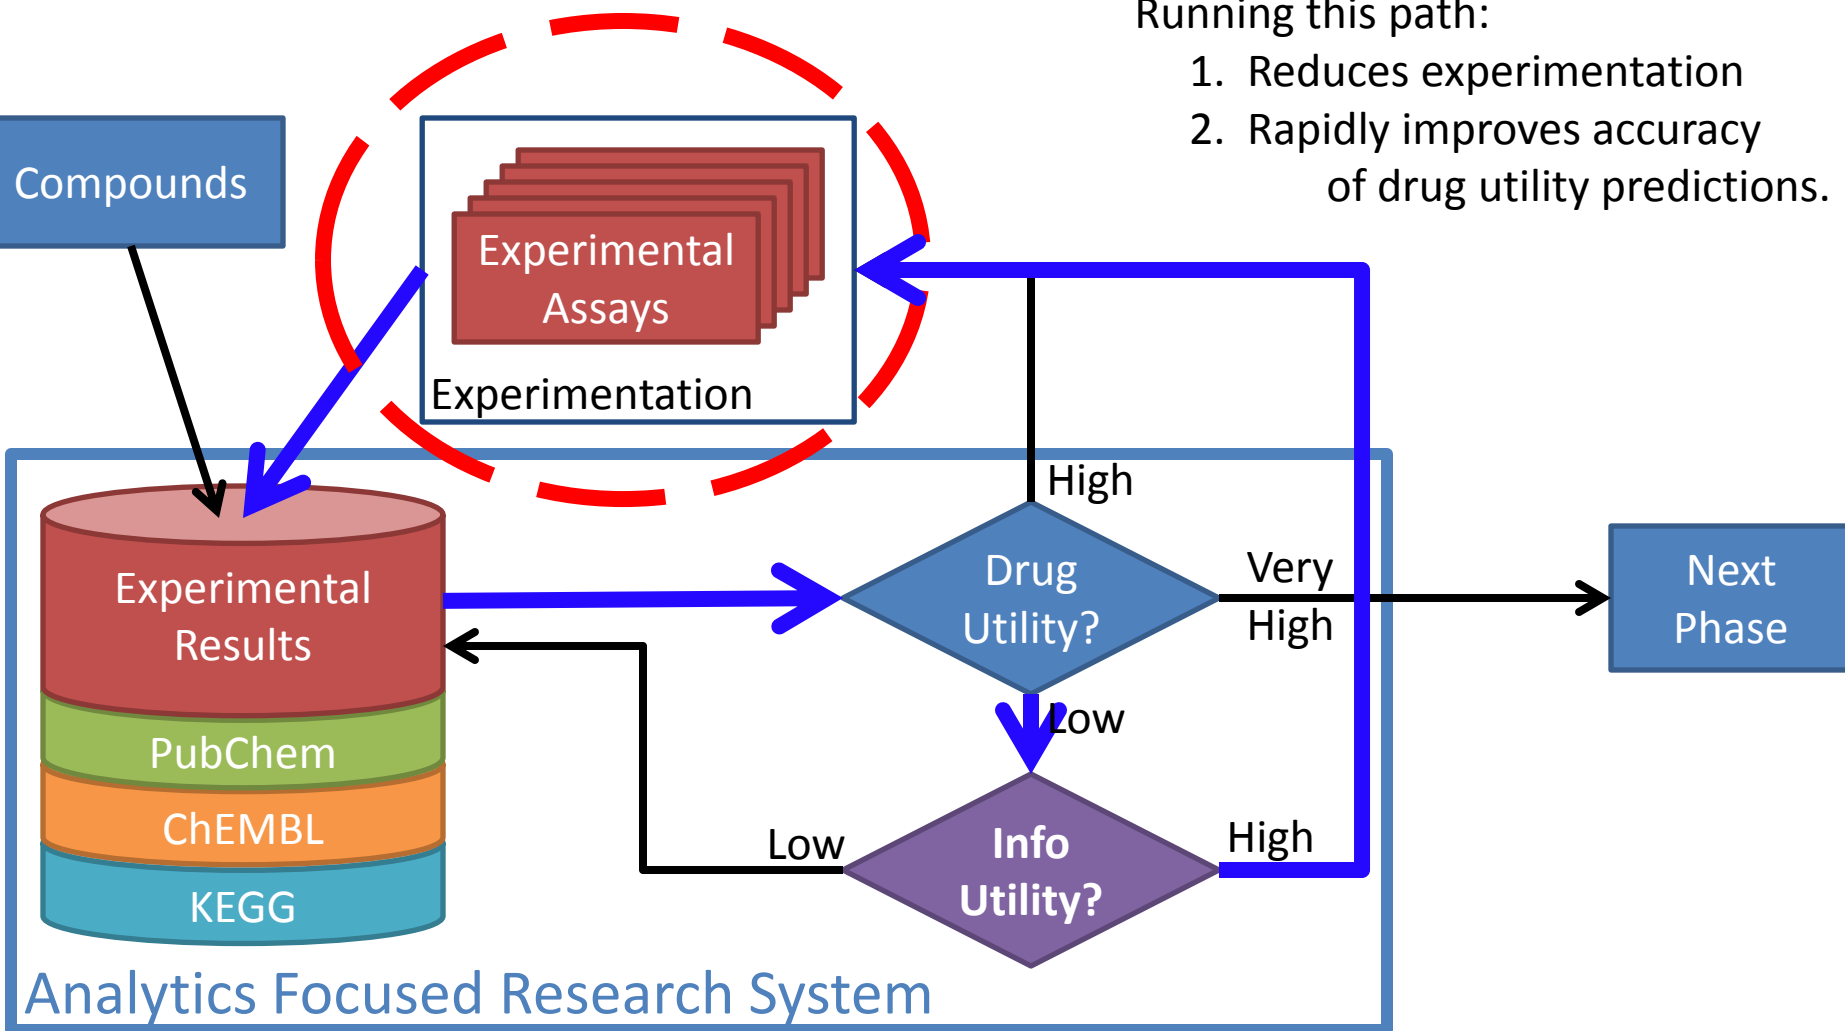 Running this path:
1. Reduces experimentation
2. Rapidly improves accuracy
of drug utility predictions.
Compounds
Experimental
Assays
Experimentation
High
Drug
Utility?
Very
High
Next
Phase
Experimental
Results
Low
PubChem
ChEMBL
KEGG
Low
Info
Utility?
High
Analytics Focused Research System